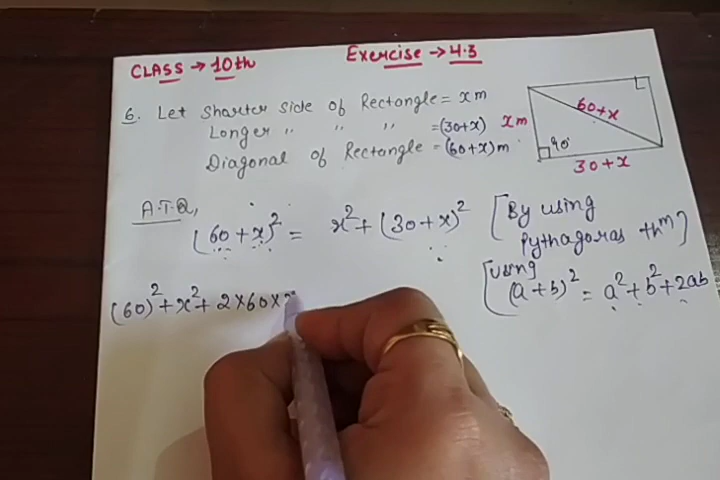 CLASS → 10th Exercise → 4.3
6. Let Shorter side of Rectangle = x m
Longer " " " = (30+x)
Diagonal of Rectangle = (60+x) m
x m
60+x
90°
30+x
A.T.Q,
(60+x)² = x² + (30+x)² [By using
Pythagoras thm]
[using
(a+b)² = a²+b²+2ab
(60)² + x² + 2×60×